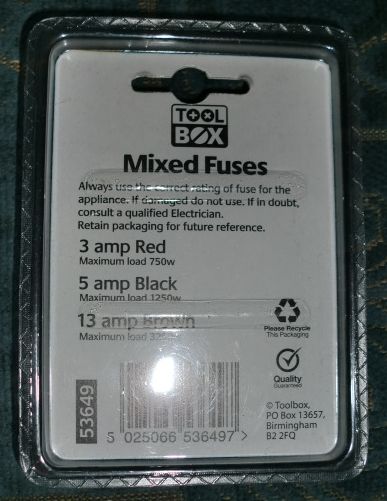 TOOL
BOX
Mixed Fuses
Always use the correct rating of fuse for the
appliance. If damaged do not use. If in doubt,
consult a qualified Electrician.
Retain packaging for future reference.
3 amp Red
Maximum load 750w
5 amp Black
Maximum load 1250w
13 amp Brown
Maximum load
Please Recycle
This Packaging
Quality
Guaranteed
53649
5 025066 536497 >
© Toolbox,
PO Box 13657,
Birmingham
B2 2FQ